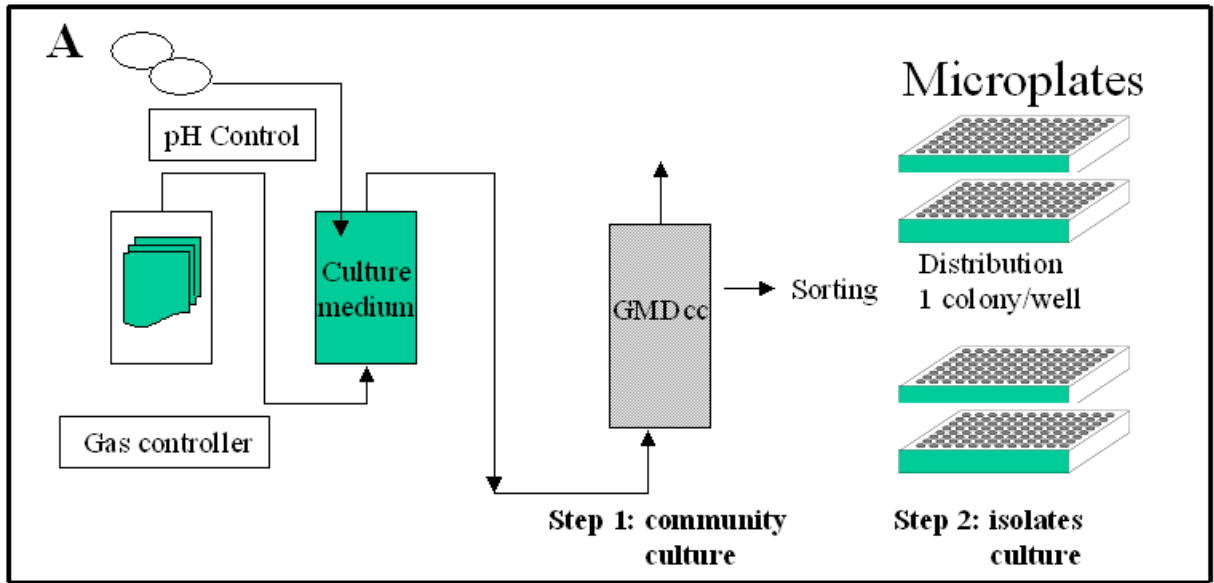 A
pH Control
Gas controller
Culture
medium
GMDcc
Sorting
Microplates
Distribution
1 colony/well
Step 1: community
culture
Step 2: isolates
culture